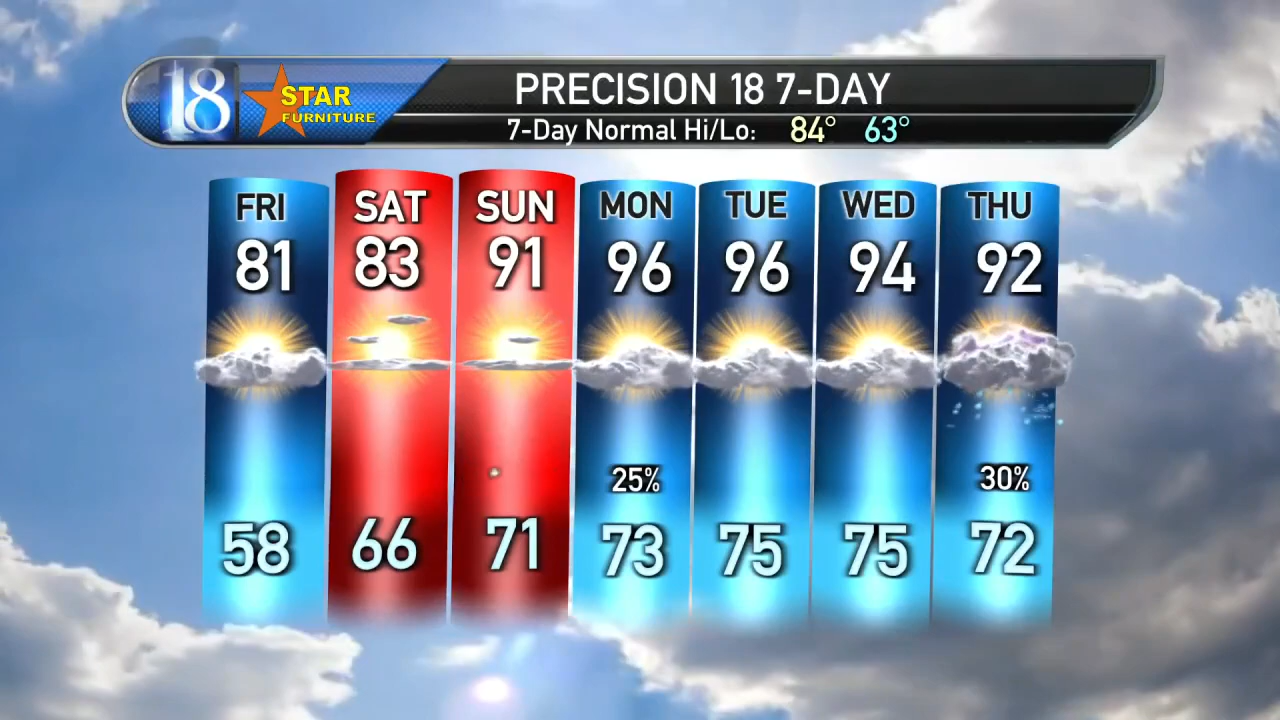 18
STAR
FURNITURE
PRECISION 18 7-DAY
7-Day Normal Hi/Lo: 84° 63°
FRI SAT SUN MON TUE WED THU
81 83 91 96 96 94 92
25% 30%
58 66 71 73 75 75 72